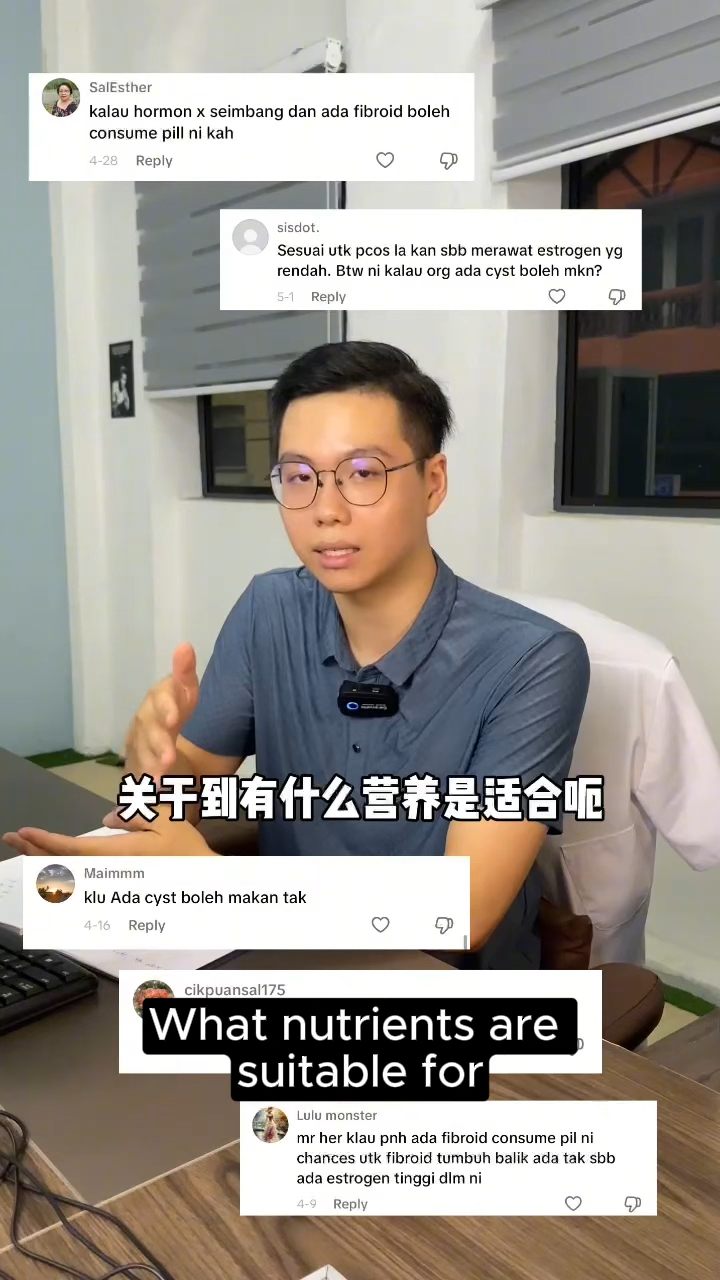 SalEsther
kalau hormon x seimbang dan ada fibroid boleh
consume pill ni kah
4-28 Reply
sisdot.
Sesuai utk pcos la kan sbb merawat estrogen yg
rendah. Btw ni kalau org ada cyst boleh mkn?
5-1 Reply
关于到有什么营养是适合呃
Maimmm
klu Ada cyst boleh makan tak
4-16 Reply
cikpuansal175
What nutrients are
suitable for
Lulu monster
mr her klau pnh ada fibroid consume pil ni
chances utk fibroid tumbuh balik ada tak sbb
ada estrogen tinggi dlm ni
4-9 Reply